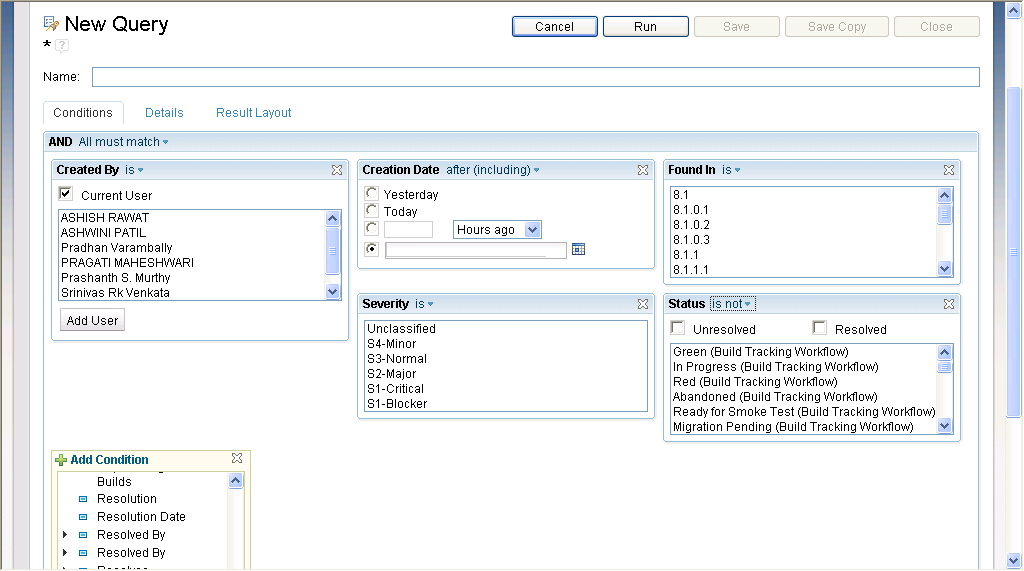 New Query
Cancel Run Save Save Copy Close
* ?
Name:
Conditions Details Result Layout
AND All must match
Created By is
Current User
ASHISH RAWAT
ASHWINI PATIL
Pradhan Varambally
PRAGATI MAHESHWARI
Prashanth S. Murthy
Srinivas Rk Venkata
Add User
Creation Date after (including)
Yesterday
Today
Hours ago
Found In is
8.1
8.1.0.1
8.1.0.2
8.1.0.3
8.1.1
8.1.1.1
Severity is
Unclassified
S4-Minor
S3-Normal
S2-Major
S1-Critical
S1-Blocker
Status is not
Unresolved Resolved
Green (Build Tracking Workflow)
In Progress (Build Tracking Workflow)
Red (Build Tracking Workflow)
Abandoned (Build Tracking Workflow)
Ready for Smoke Test (Build Tracking Workflow)
Migration Pending (Build Tracking Workflow)
Add Condition
Builds
Resolution
Resolution Date
Resolved By
Resolved By